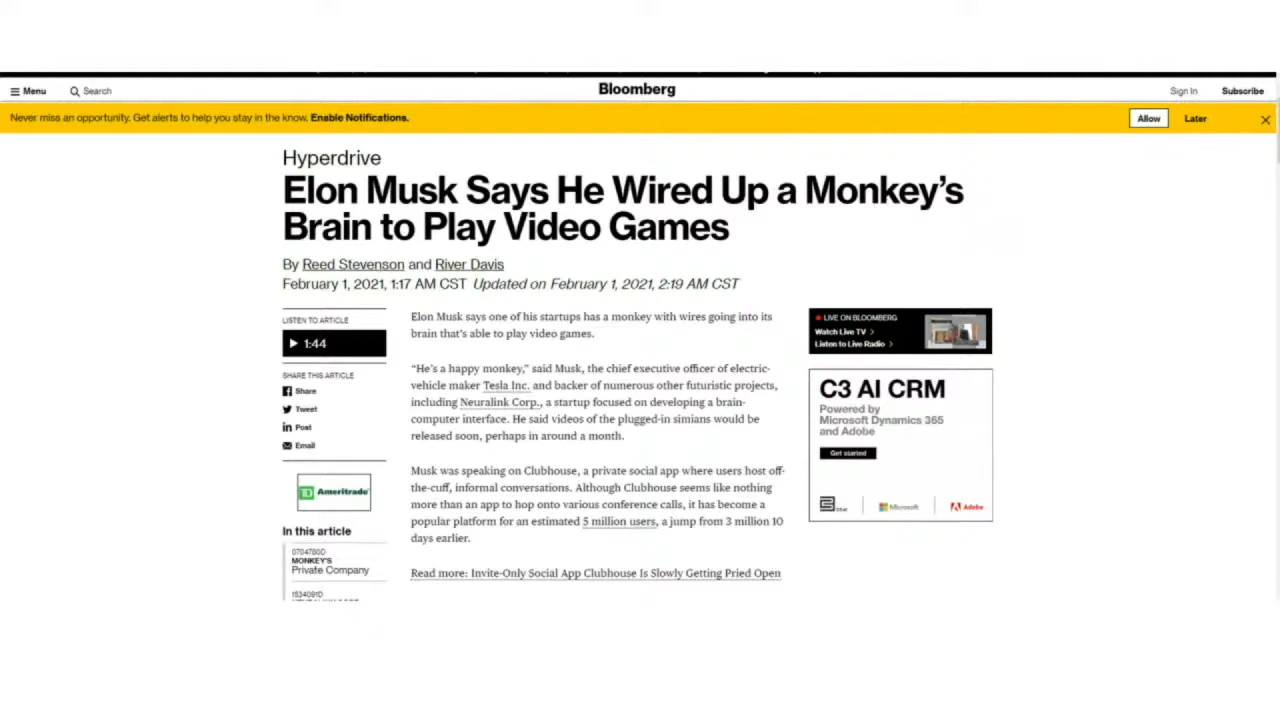 Menu
Search
Bloomberg
Sign In
Subscribe
Never miss an opportunity. Get alerts to help you stay in the know. Enable Notifications.
Allow
Later
Hyperdrive
Elon Musk Says He Wired Up a Monkey's
Brain to Play Video Games
By Reed Stevenson and River Davis
February 1, 2021, 1:17 AM CST Updated on February 1, 2021, 2:19 AM CST
LISTEN TO ARTICLE
1:44
SHARE THIS ARTICLE
Share
Tweet
Post
Email
TD Ameritrade
In this article
0704780D
MONKEY'S
Private Company
1534091D
Elon Musk says one of his startups has a monkey with wires going into its
brain that's able to play video games.
“He's a happy monkey,” said Musk, the chief executive officer of electric-
vehicle maker Tesla Inc. and backer of numerous other futuristic projects,
including Neuralink Corp., a startup focused on developing a brain-
computer interface. He said videos of the plugged-in simians would be
released soon, perhaps in around a month.
Musk was speaking on Clubhouse, a private social app where users host off-
the-cuff, informal conversations. Although Clubhouse seems like nothing
more than an app to hop onto various conference calls, it has become a
popular platform for an estimated 5 million users, a jump from 3 million 10
days earlier.
Read more: Invite-Only Social App Clubhouse Is Slowly Getting Pried Open
LIVE ON BLOOMBERG
Watch Live TV
Listen to Live Radio
C3 AI CRM
Powered by
Microsoft Dynamics 365
and Adobe
Get started
Microsoft
Adobe